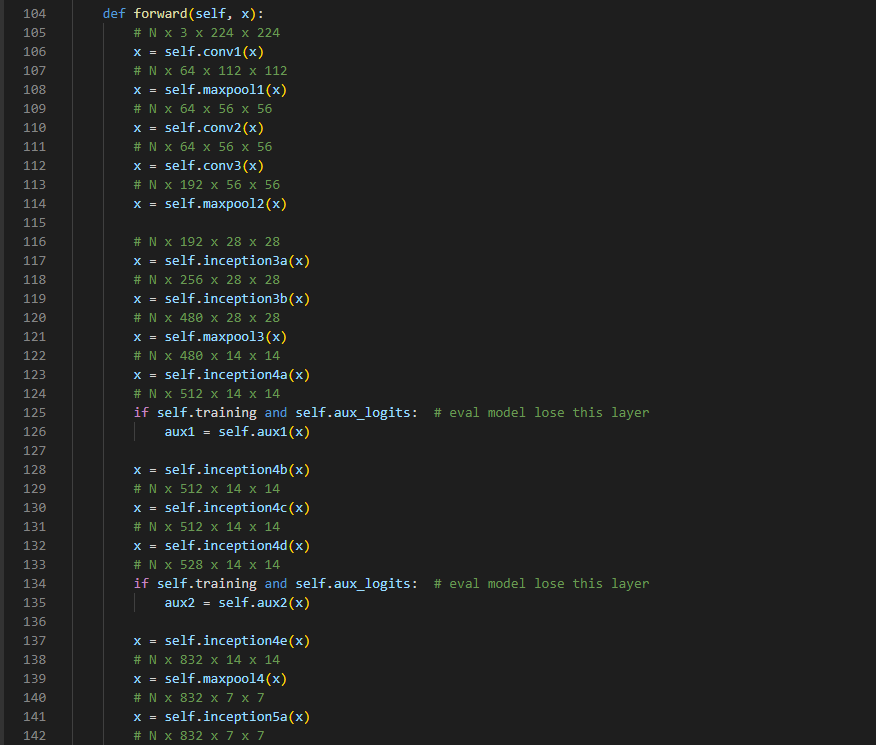 104 def forward(self, x):
105 # N x 3 x 224 x 224
106 x = self.conv1(x)
107 # N x 64 x 112 x 112
108 x = self.maxpool1(x)
109 # N x 64 x 56 x 56
110 x = self.conv2(x)
111 # N x 64 x 56 x 56
112 x = self.conv3(x)
113 # N x 192 x 56 x 56
114 x = self.maxpool2(x)
115
116 # N x 192 x 28 x 28
117 x = self.inception3a(x)
118 # N x 256 x 28 x 28
119 x = self.inception3b(x)
120 # N x 480 x 28 x 28
121 x = self.maxpool3(x)
122 # N x 480 x 14 x 14
123 x = self.inception4a(x)
124 # N x 512 x 14 x 14
125 if self.training and self.aux_logits:  # eval model lose this layer
126 aux1 = self.aux1(x)
127
128 x = self.inception4b(x)
129 # N x 512 x 14 x 14
130 x = self.inception4c(x)
131 # N x 512 x 14 x 14
132 x = self.inception4d(x)
133 # N x 528 x 14 x 14
134 if self.training and self.aux_logits:  # eval model lose this layer
135 aux2 = self.aux2(x)
136
137 x = self.inception4e(x)
138 # N x 832 x 14 x 14
139 x = self.maxpool4(x)
140 # N x 832 x 7 x 7
141 x = self.inception5a(x)
142 # N x 832 x 7 x 7